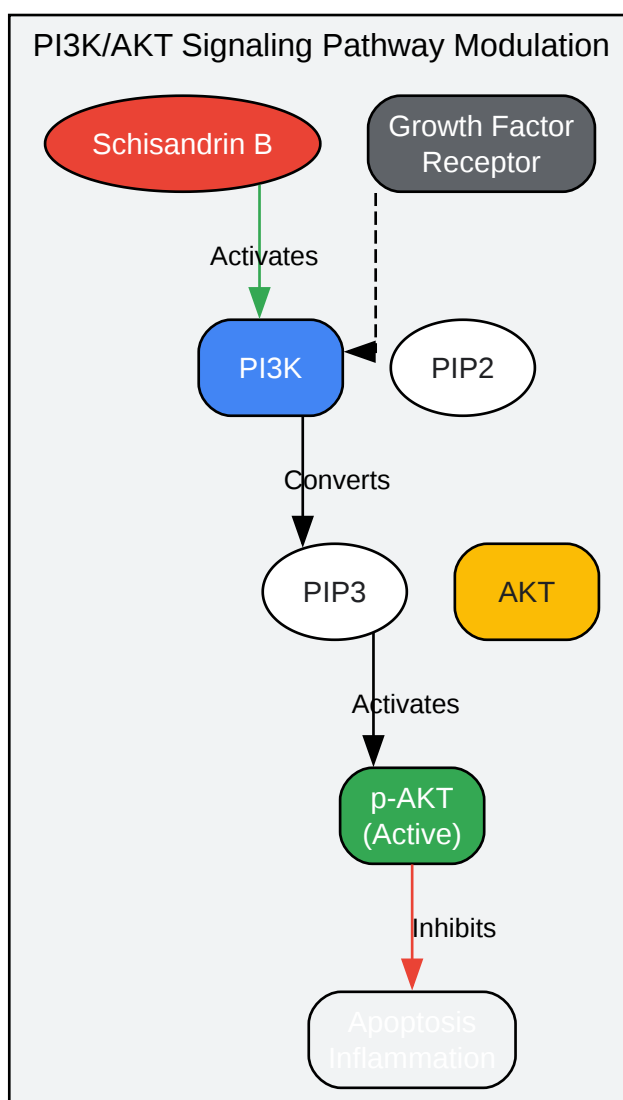 PI3K/AKT Signaling Pathway Modulation
Schisandrin B
Growth Factor
Receptor
Activates
PI3K
PIP2
Converts
PIP3
AKT
Activates
p-AKT
(Active)
Inhibits
Apoptosis
Inflammation